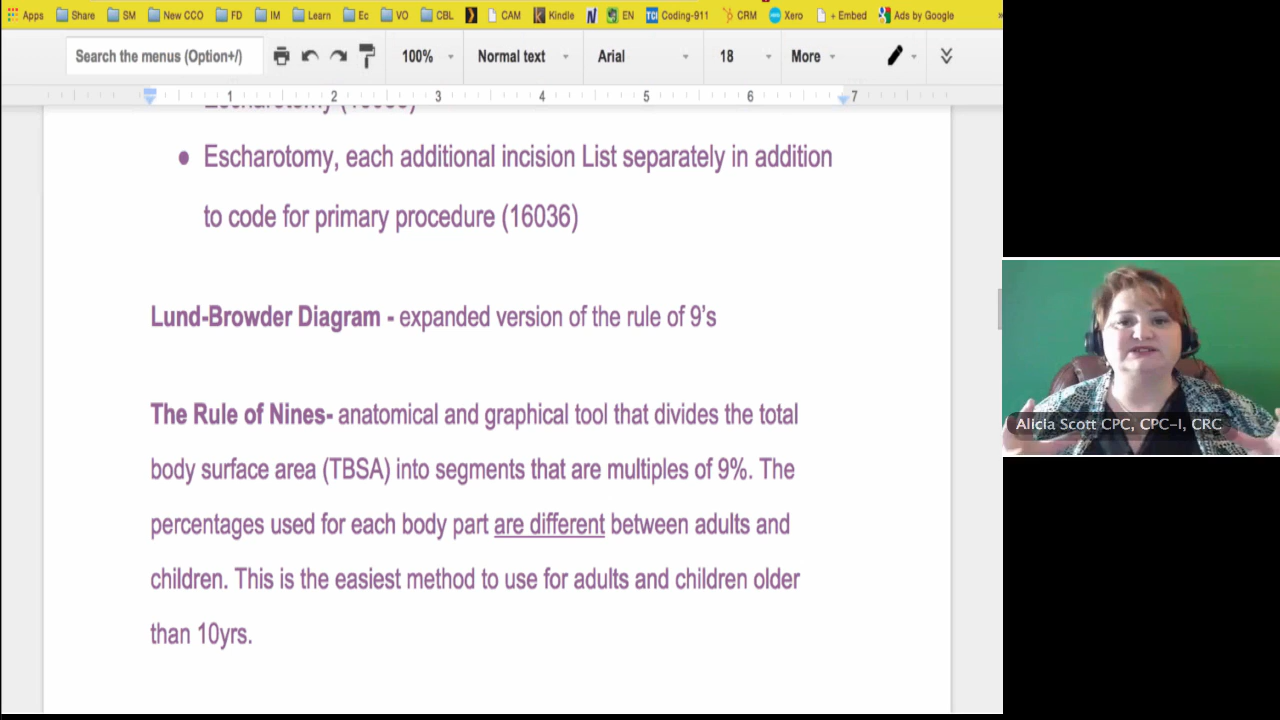 Apps Share SM New CCO FD IM Learn Ec VO CBL CAM Kindle EN TCI Coding-911 CRM Xero + Embed Ads by Google »
Search the menus (Option+/) 100% Normal text Arial 18 More
1 2 3 4 5 6 7
• Escharotomy, each additional incision List separately in addition
to code for primary procedure (16036)
Lund-Browder Diagram - expanded version of the rule of 9's
The Rule of Nines- anatomical and graphical tool that divides the total
body surface area (TBSA) into segments that are multiples of 9%. The
percentages used for each body part are different between adults and
children. This is the easiest method to use for adults and children older
than 10yrs.
Alicia Scott CPC, CPC-I, CRC